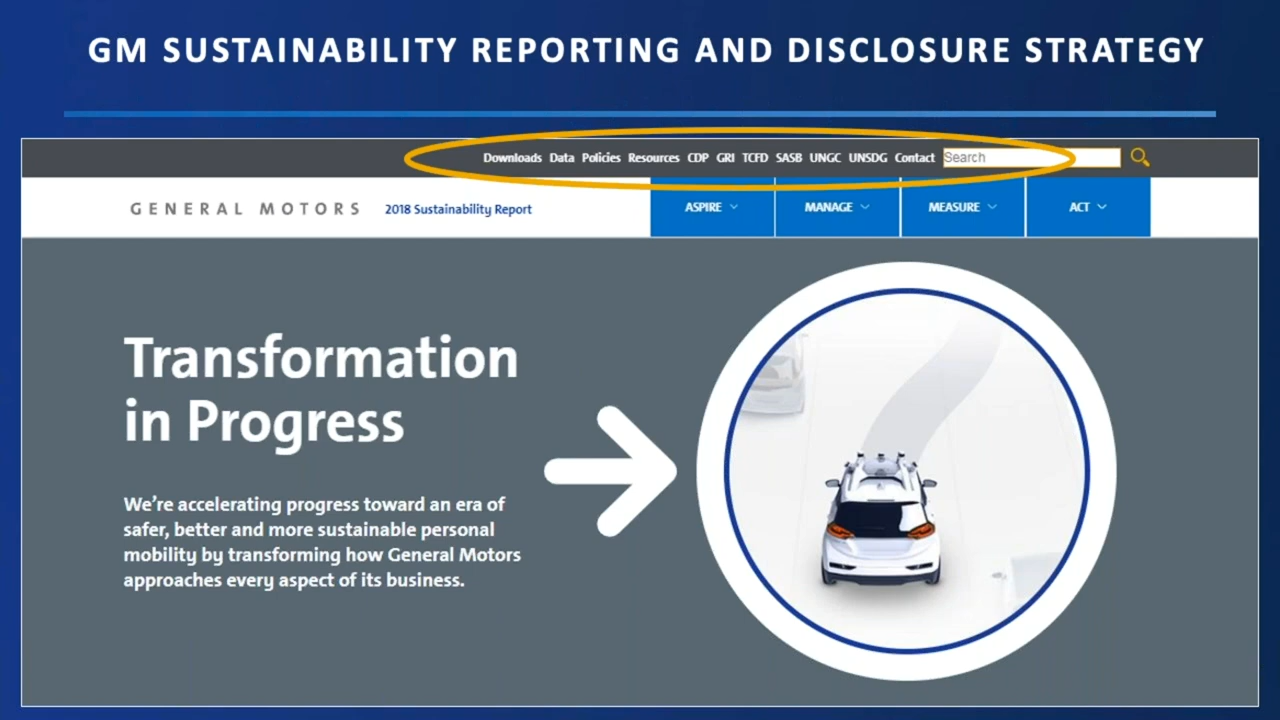 GM SUSTAINABILITY REPORTING AND DISCLOSURE STRATEGY
Downloads Data Policies Resources CDP GRI TCFD SASB UNGC UNSDG Contact Search
GENERAL MOTORS 2018 Sustainability Report ASPIRE MANAGE MEASURE ACT
Transformation
in Progress
We're accelerating progress toward an era of
safer, better and more sustainable personal
mobility by transforming how General Motors
approaches every aspect of its business.